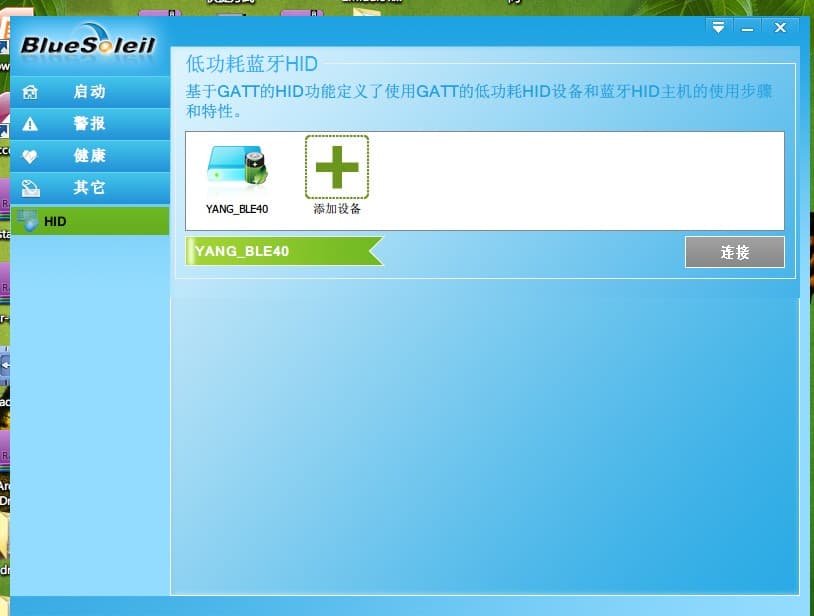 BlueSoleil
启动
警报
健康
其它
HID
低功耗蓝牙HID
基于GATT的HID功能定义了使用GATT的低功耗HID设备和蓝牙HID主机的使用步骤
和特性。
YANG_BLE40
添加设备
YANG_BLE40
连接